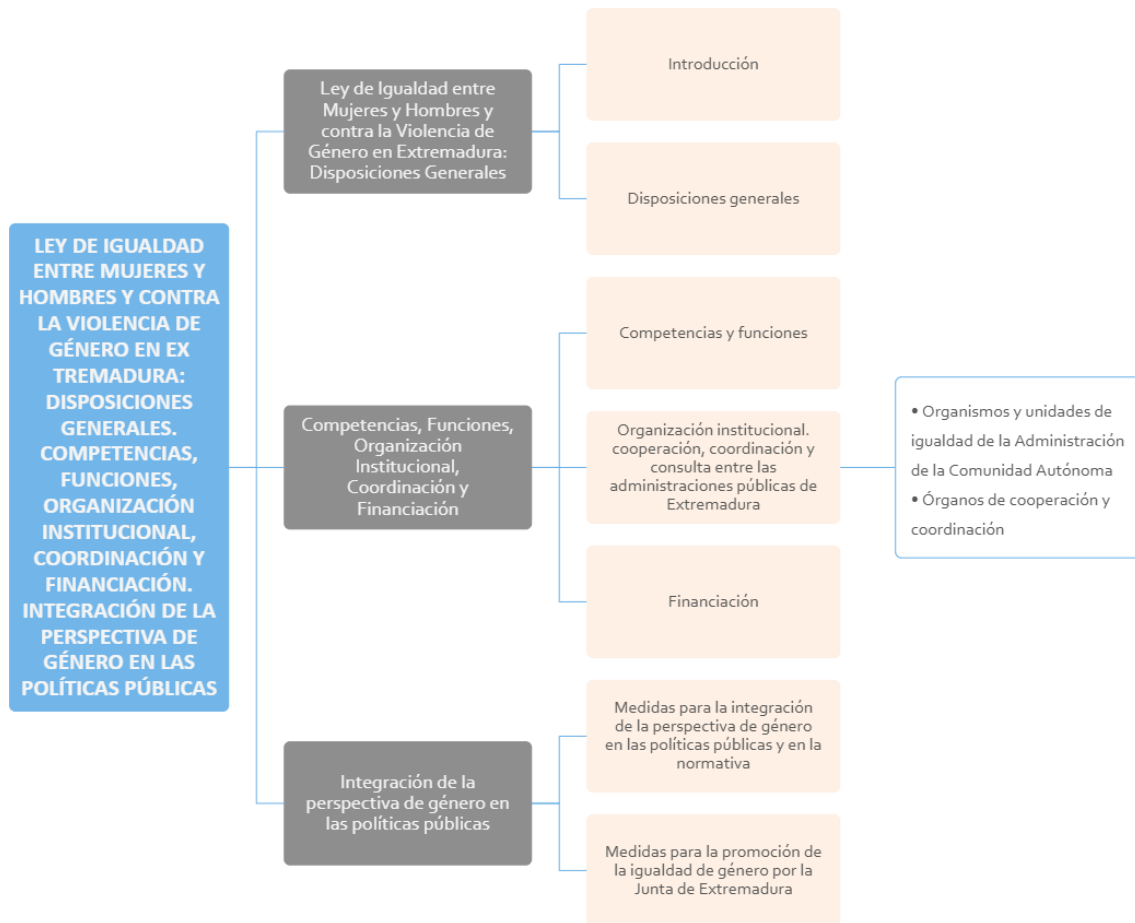 LEY DE IGUALDAD
ENTRE MUJERES Y
HOMBRES Y CONTRA
LA VIOLENCIA DE
GÉNERO EN EX
TREMADURA:
DISPOSICIONES
GENERALES.
COMPETENCIAS,
FUNCIONES,
ORGANIZACIÓN
INSTITUCIONAL,
COORDINACIÓN Y
FINANCIACIÓN.
INTEGRACIÓN DE LA
PERSPECTIVA DE
GÉNERO EN LAS
POLÍTICAS PÚBLICAS
Ley de Igualdad entre
Mujeres y Hombres y
contra la Violencia de
Género en Extremadura:
Disposiciones Generales
Introducción
Disposiciones generales
Competencias, Funciones,
Organización
Institucional,
Coordinación y
Financiación
Competencias y funciones
Organización institucional.
cooperación, coordinación y
consulta entre las
administraciones públicas de
Extremadura
• Organismos y unidades de
igualdad de la Administración
de la Comunidad Autónoma
• Órganos de cooperación y
coordinación
Financiación
Integración de la
perspectiva de género en
las políticas públicas
Medidas para la integración
de la perspectiva de género
en las políticas públicas y en la
normativa
Medidas para la promoción de
la igualdad de género por la
Junta de Extremadura